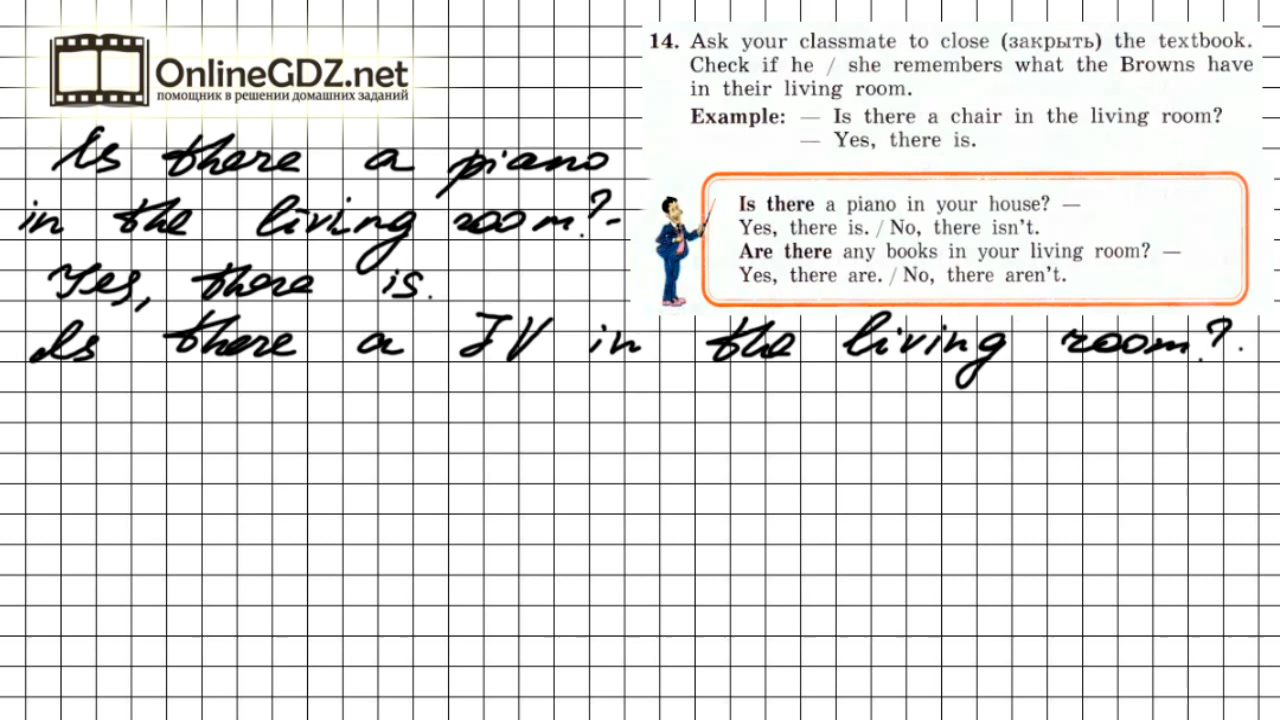 OnlineGDZ.net
помощник в решении домашних заданий
14. Ask your classmate to close (закрыть) the textbook.
Check if he / she remembers what the Browns have
in their living room.
Example: — Is there a chair in the living room?
— Yes, there is.
Is there a piano in your house? —
Yes, there is. / No, there isn't.
Are there any books in your living room? —
Yes, there are. / No, there aren't.
Is there a piano
in the living room?-
Yes, there is.
Is there a TV in the living room?.